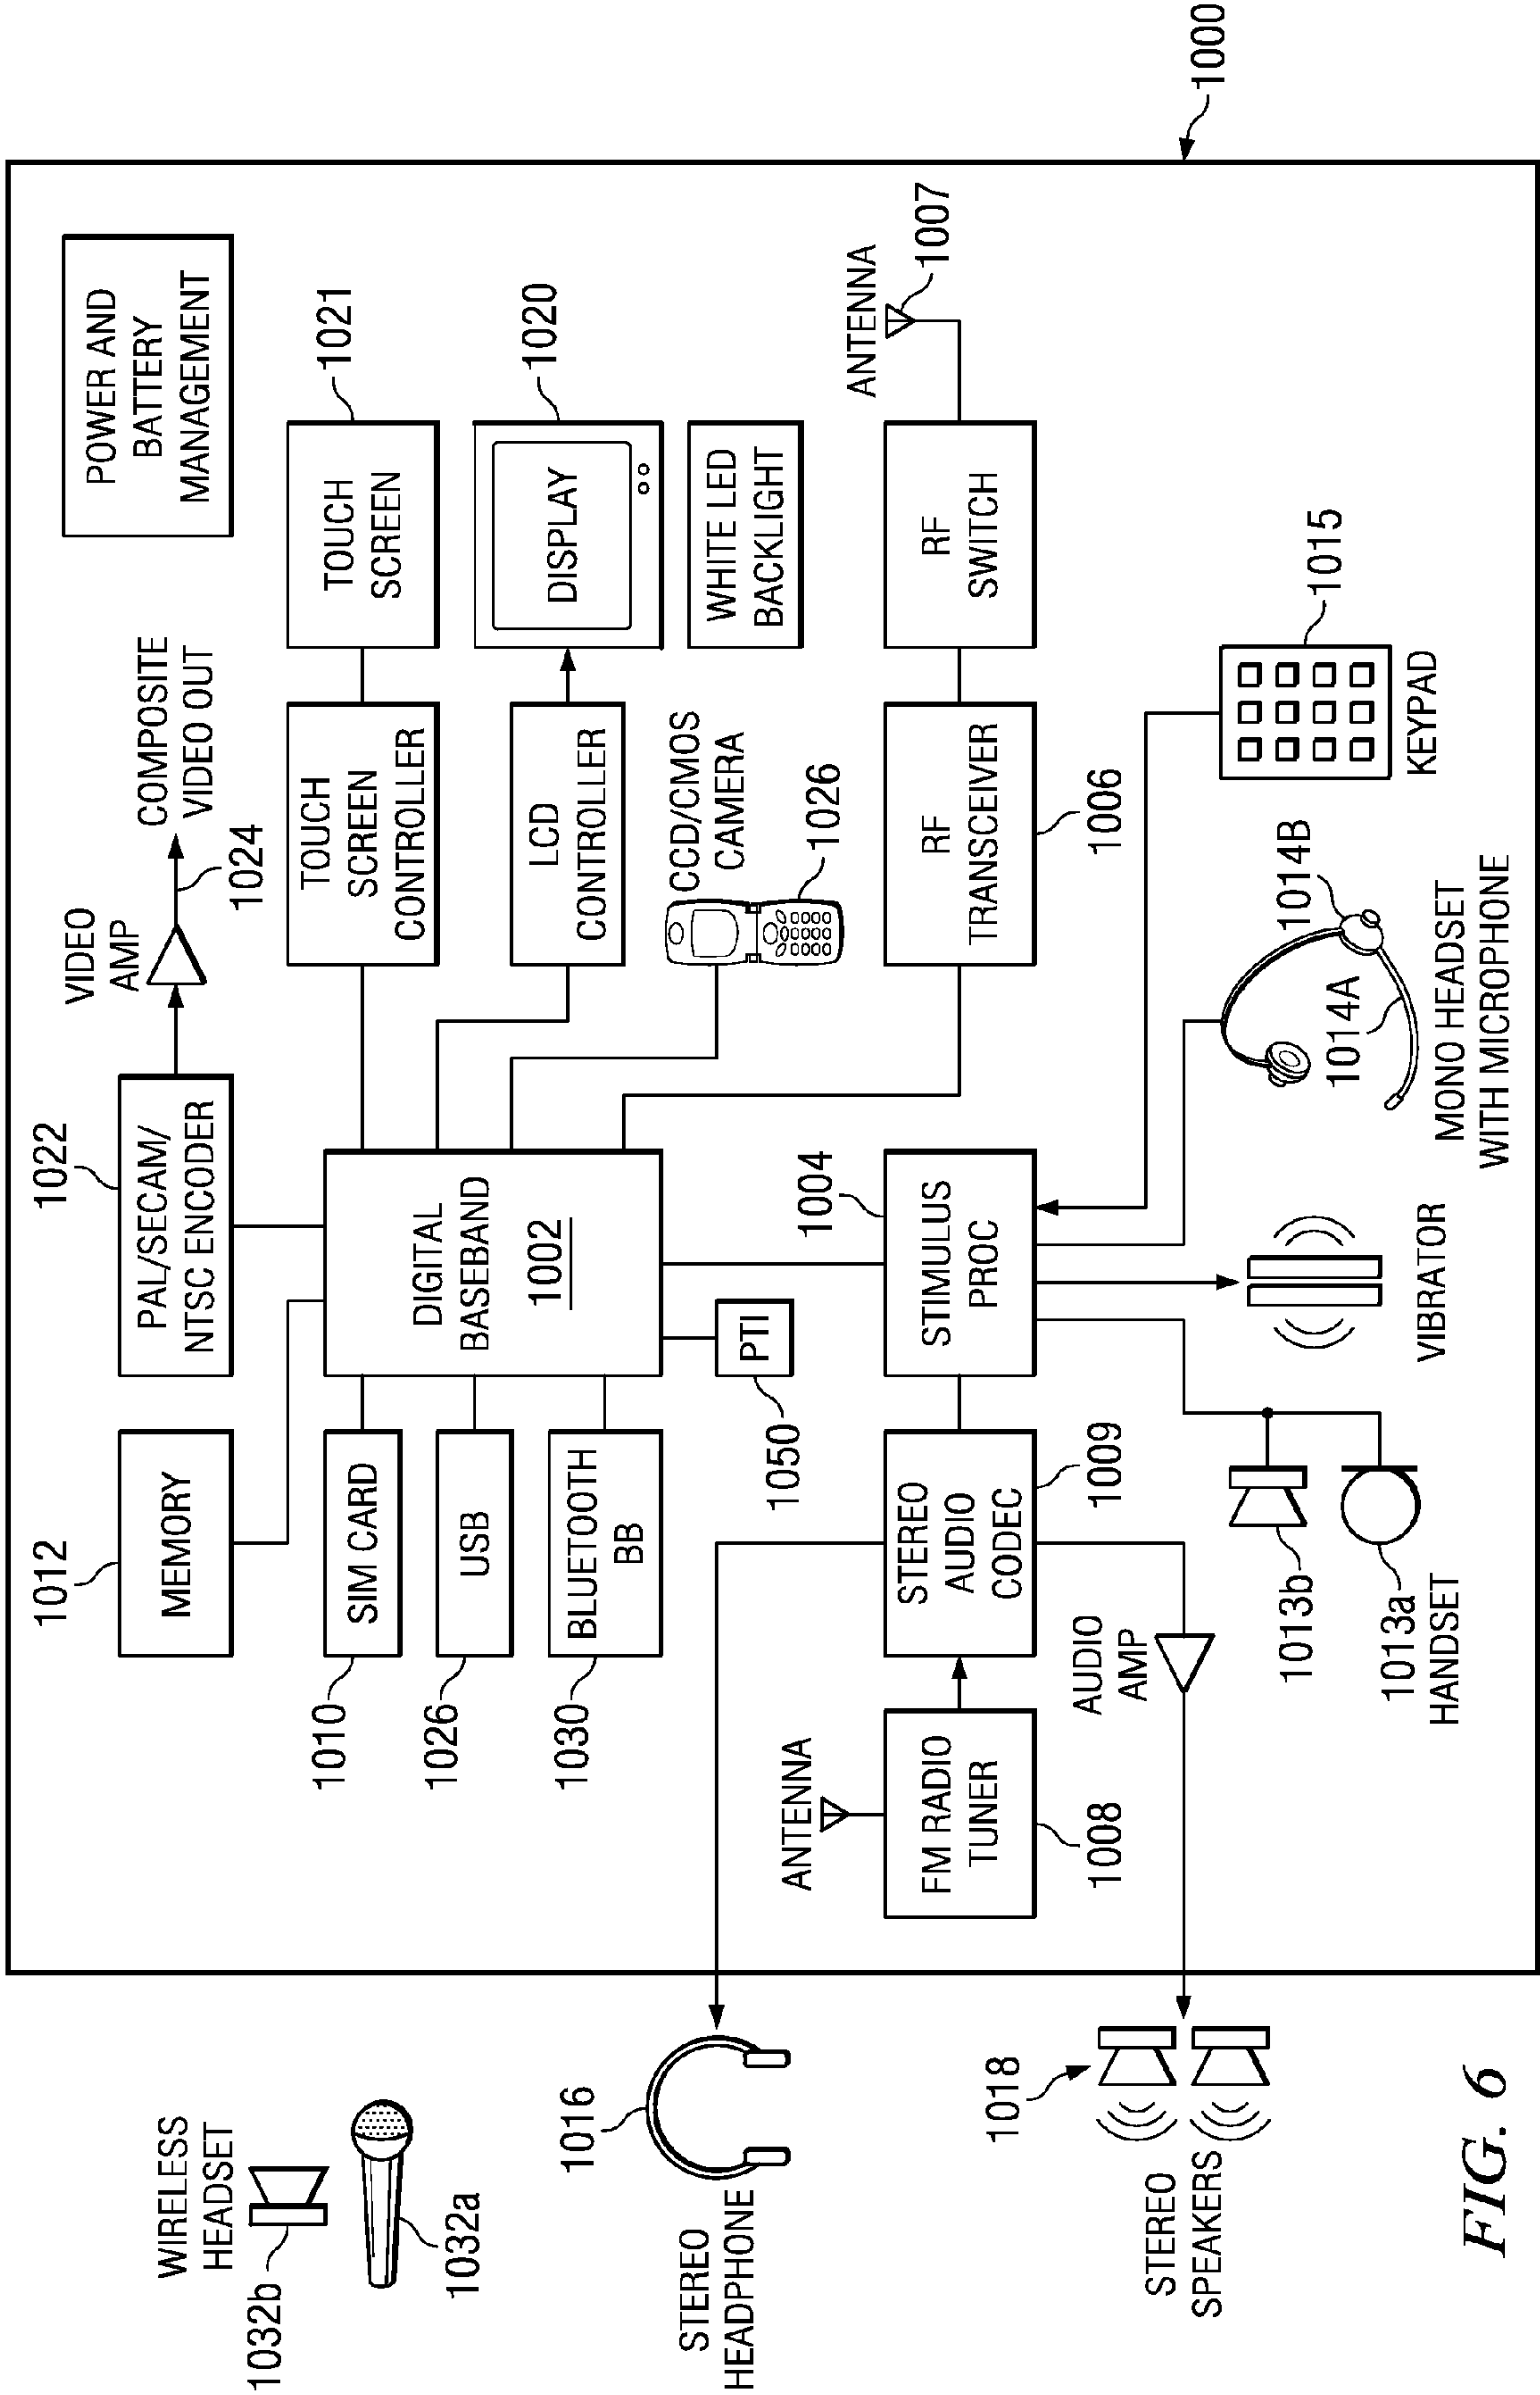 1000
POWER AND
BATTERY
MANAGEMENT
COMPOSITE
VIDEO OUT
VIDEO
AMP
1024
1022
PAL/SECAM/
NTSC ENCODER
1012
MEMORY
WIRELESS
HEADSET
1032b
1032a
1010
SIM CARD
1026
USB
1030
BLUETOOTH
BB
DIGITAL
BASEBAND
1002
PTI
1050
TOUCH
SCREEN
CONTROLLER
TOUCH
SCREEN
1021
LCD
CONTROLLER
DISPLAY
1020
CCD/CMOS
CAMERA
1026
WHITE LED
BACKLIGHT
1016
STEREO
HEADPHONE
ANTENNA
FM RADIO
TUNER
1008
STEREO
AUDIO
CODEC
1009
1004
STIMULUS
PROC
RF
TRANSCEIVER
1006
RF
SWITCH
ANTENNA
1007
AUDIO
AMP
1018
STEREO
SPEAKERS
1013b
1013a
HANDSET
VIBRATOR
1014A
1014B
MONO HEADSET
WITH MICROPHONE
1015
KEYPAD
FIG. 6